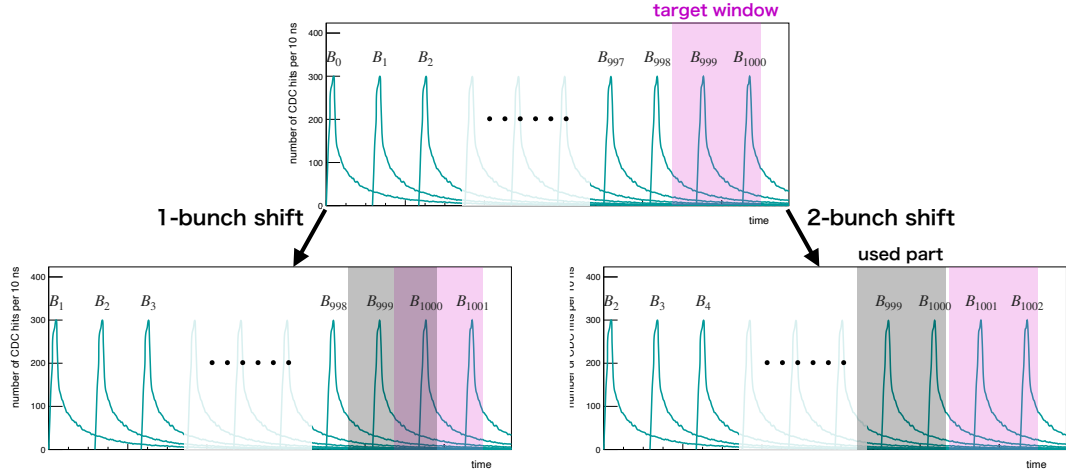 target window
number of CDC hits per 10 ns
400
300
200
100
0
B0 B1 B2 B997 B998 B999 B1000
time
1-bunch shift
2-bunch shift
used part
number of CDC hits per 10 ns
400
300
200
100
0
B1 B2 B3 B998 B999 B1000 B1001
time
number of CDC hits per 10 ns
400
300
200
100
0
B2 B3 B4 B999 B1000 B1001 B1002
time